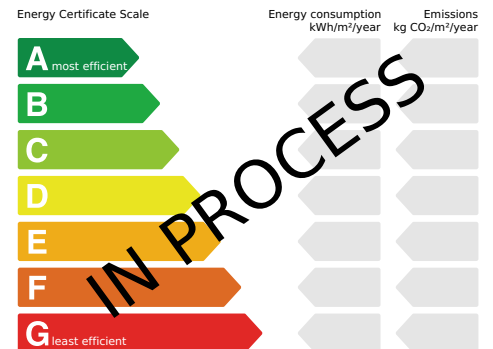 Energy Certificate Scale
Energy consumption
kWh/m²/year
Emissions
kg CO₂/m²/year
A most efficient
B
C
D
E
F
G least efficient
IN PROCESS